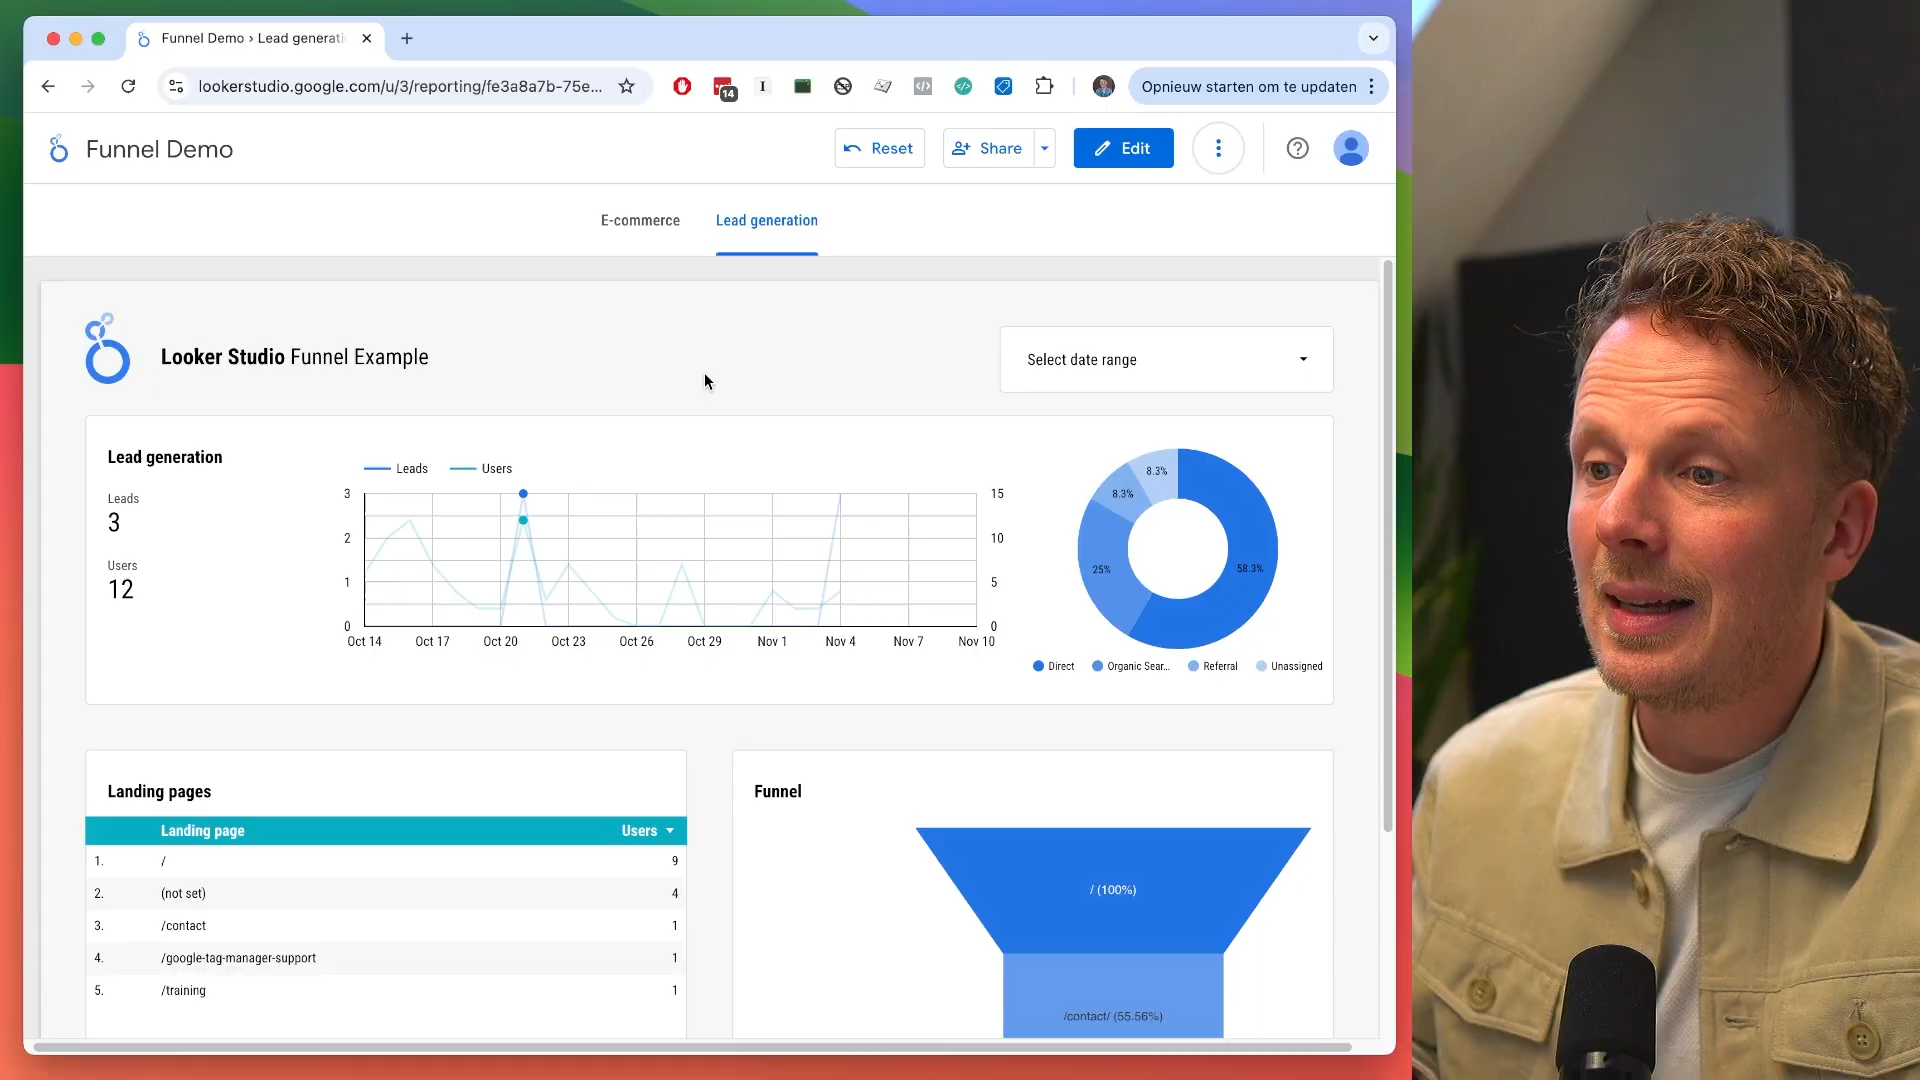 Funnel Demo › Lead generati
lookerstudio.google.com/u/3/reporting/fe3a8a7b-75e...
14
Opnieuw starten om te updaten
Funnel Demo
Reset
Share
Edit
E-commerce
Lead generation
Looker Studio Funnel Example
Select date range
Lead generation
Leads
3
Users
12
Leads
Users
3
2
1
0
15
10
5
0
Oct 14
Oct 17
Oct 20
Oct 23
Oct 26
Oct 29
Nov 1
Nov 4
Nov 7
Nov 10
8.3%
8.3%
25%
58.3%
Direct
Organic Sear...
Referral
Unassigned
Landing pages
Landing page Users
1. / 9
2. (not set) 4
3. /contact 1
4. /google-tag-manager-support 1
5. /training 1
Funnel
/ (100%)
/contact/ (55.56%)